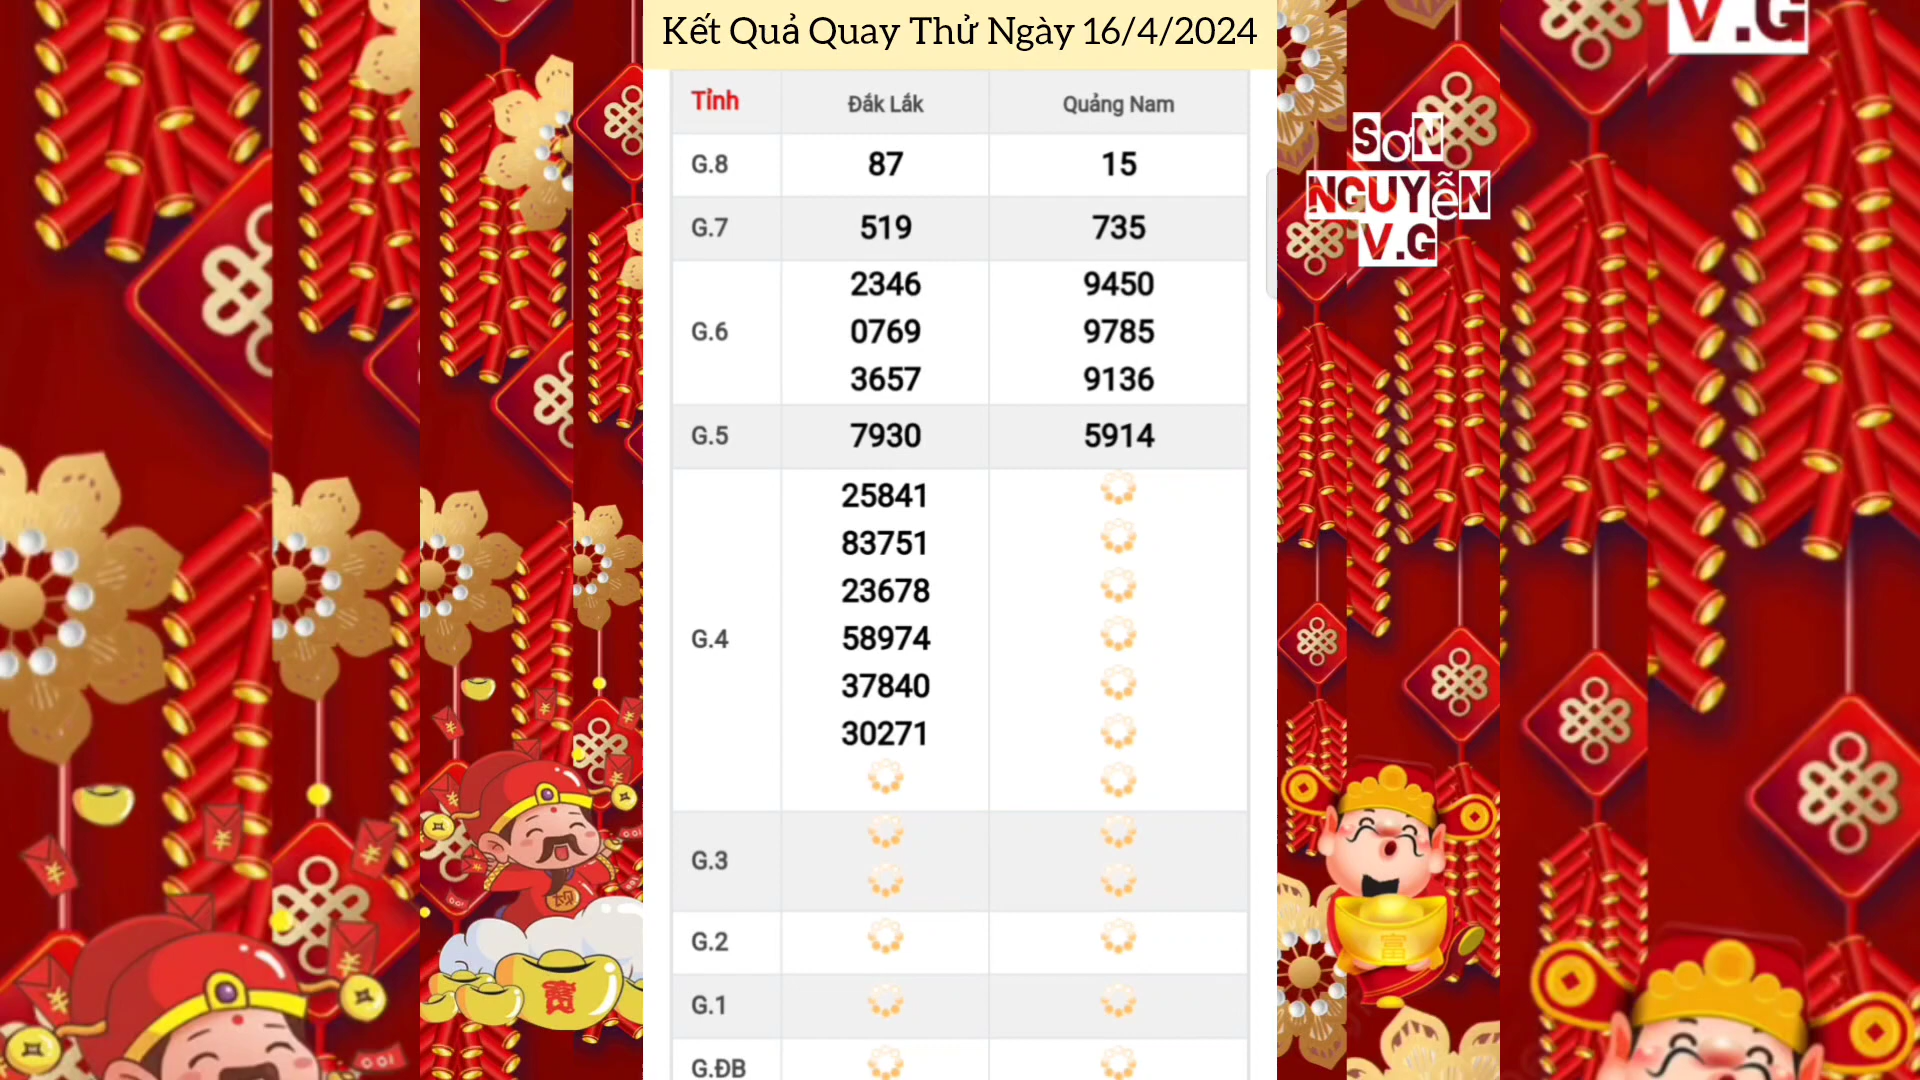 Kết Quả Quay Thử Ngày 16/4/2024
Tỉnh Đắk Lắk Quảng Nam
G.8 87 15
G.7 519 735
G.6
2346 9450
0769 9785
3657 9136
G.5 7930 5914
G.4
25841
83751
23678
58974
37840
30271
G.3
G.2
G.1
G.ĐB
V.G
SƠN
NGUYỄN
V.G